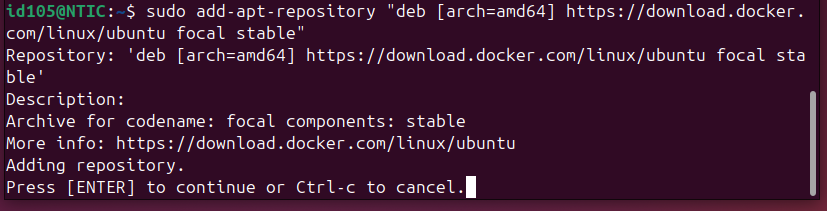 id105@NTIC:~$ sudo add-apt-repository "deb [arch=amd64] https://download.docker.
com/linux/ubuntu focal stable"
Repository: 'deb [arch=amd64] https://download.docker.com/linux/ubuntu focal sta
ble'
Description:
Archive for codename: focal components: stable
More info: https://download.docker.com/linux/ubuntu
Adding repository.
Press [ENTER] to continue or Ctrl-c to cancel.